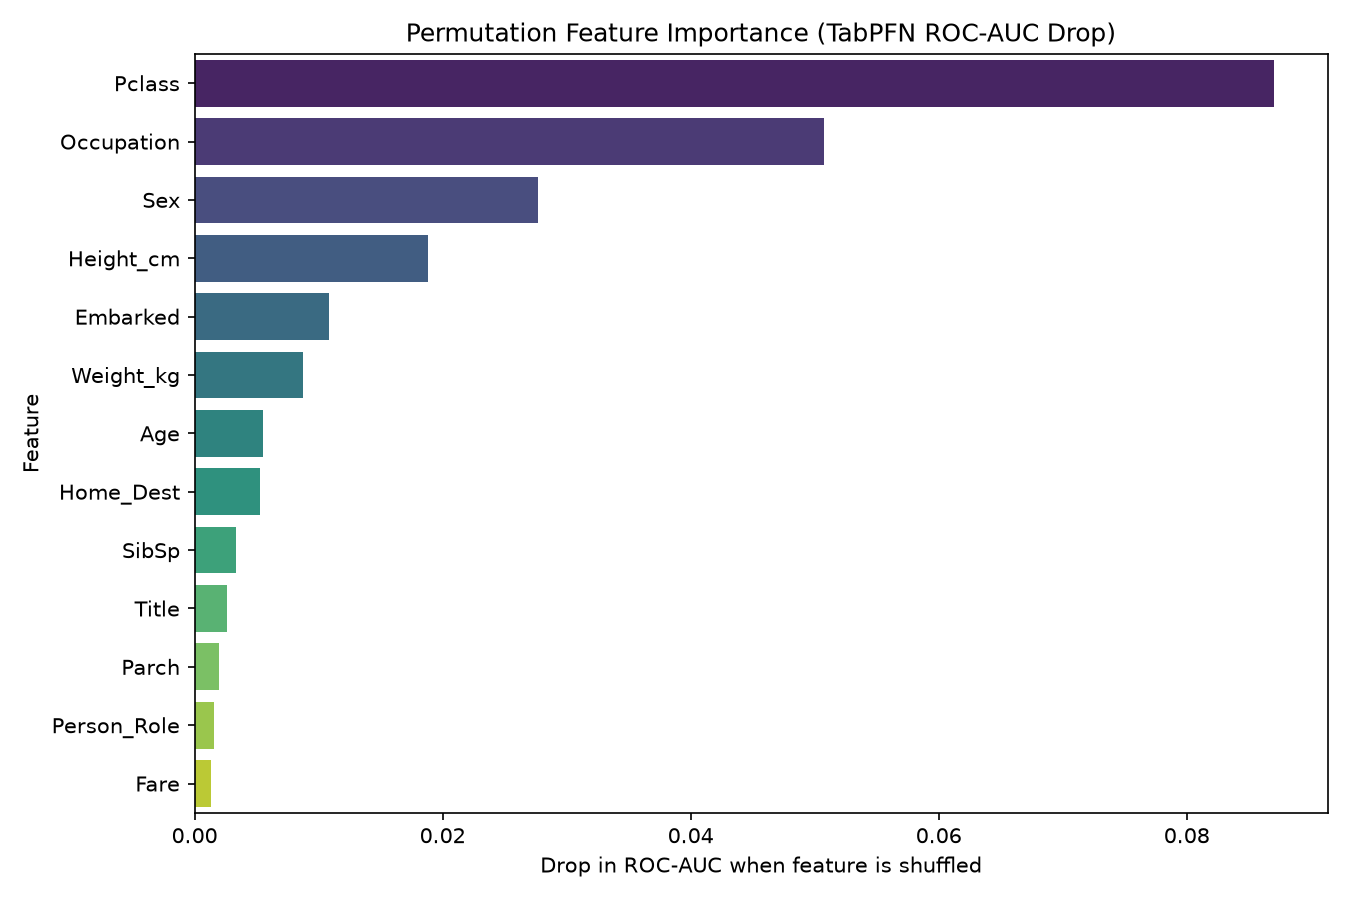 Permutation Feature Importance (TabPFN ROC-AUC Drop)
Feature
Pclass
Occupation
Sex
Height_cm
Embarked
Weight_kg
Age
Home_Dest
SibSp
Title
Parch
Person_Role
Fare
0.00 0.02 0.04 0.06 0.08
Drop in ROC-AUC when feature is shuffled